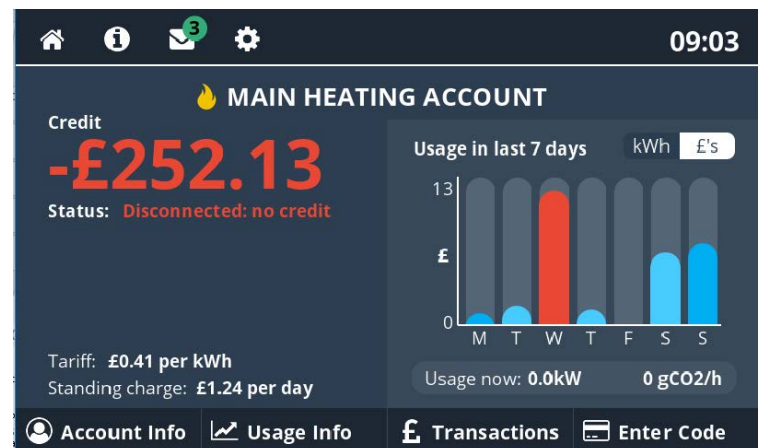 3
09:03
MAIN HEATING ACCOUNT
Credit
-£252.13
Status: Disconnected: no credit
Tariff: £0.41 per kWh
Standing charge: £1.24 per day
Usage in last 7 days
kWh £'s
13
£
0
M T W T F S S
Usage now: 0.0kW 0 gCO2/h
Account Info Usage Info £ Transactions Enter Code